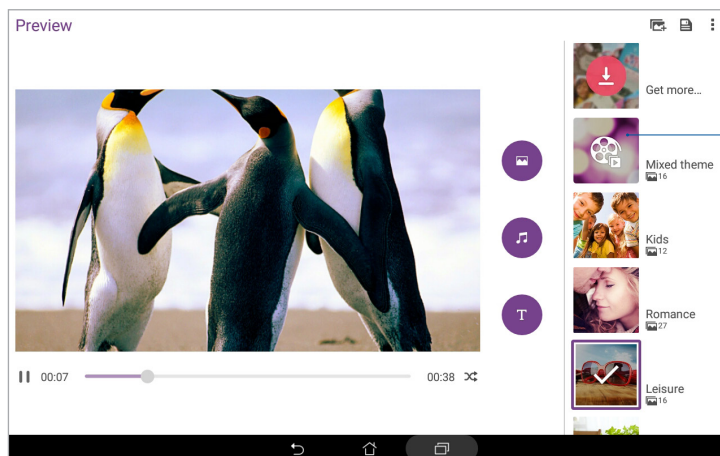 Preview
Get more...
Mixed theme
16
Kids
12
Romance
27
Leisure
16
T
00:07
00:38